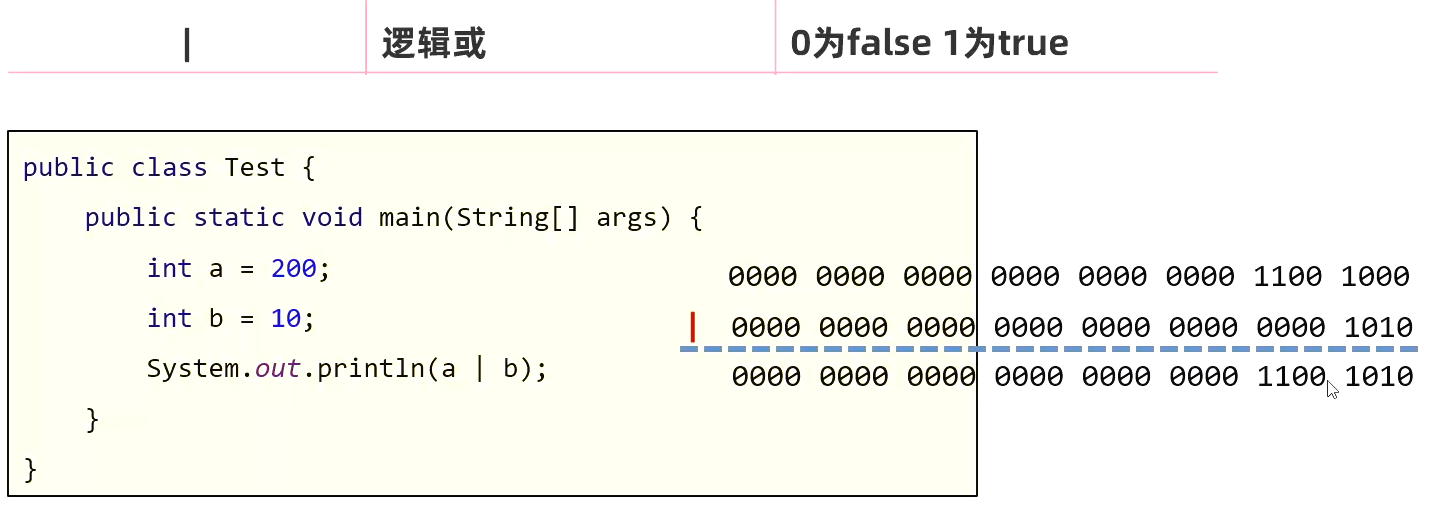 | 逻辑或 0为false 1为true
public class Test {
public static void main(String[] args) {
int a = 200;
0000 0000 0000 0000 0000 0000 1100 1000
int b = 10;
| 0000 0000 0000 0000 0000 0000 0000 1010
System.out.println(a | b);
0000 0000 0000 0000 0000 0000 1100 1010
}
}